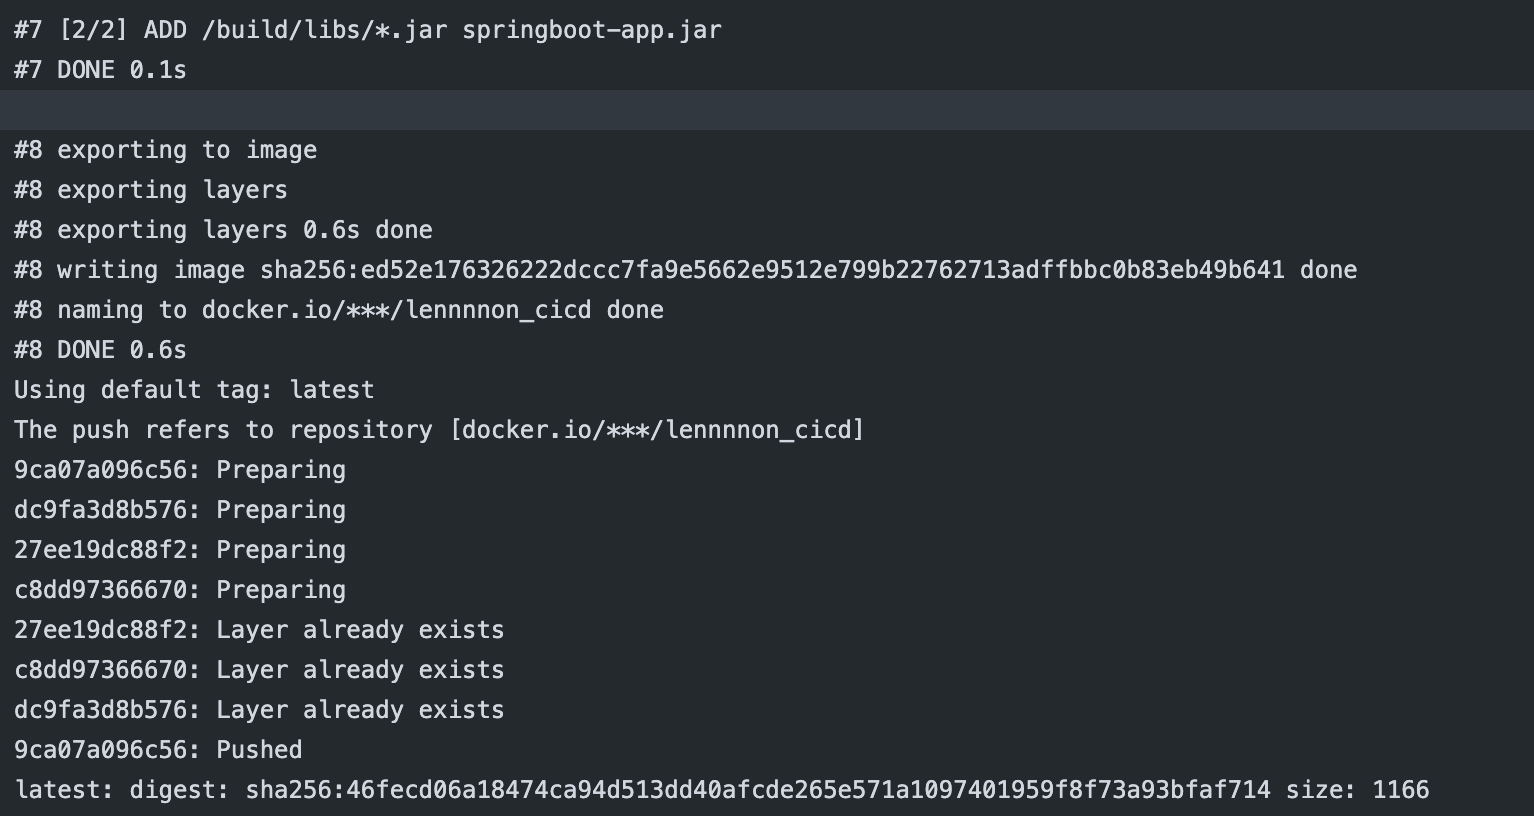 #7 [2/2] ADD /build/libs/*.jar springboot-app.jar
#7 DONE 0.1s
#8 exporting to image
#8 exporting layers
#8 exporting layers 0.6s done
#8 writing image sha256:ed52e176326222dccc7fa9e5662e9512e799b22762713adffbbc0b83eb49b641 done
#8 naming to docker.io/***/lennnnon_cicd done
#8 DONE 0.6s
Using default tag: latest
The push refers to repository [docker.io/***/lennnnon_cicd]
9ca07a096c56: Preparing
dc9fa3d8b576: Preparing
27ee19dc88f2: Preparing
c8dd97366670: Preparing
27ee19dc88f2: Layer already exists
c8dd97366670: Layer already exists
dc9fa3d8b576: Layer already exists
9ca07a096c56: Pushed
latest: digest: sha256:46fecd06a18474ca94d513dd40afcde265e571a1097401959f8f73a93bfaf714 size: 1166